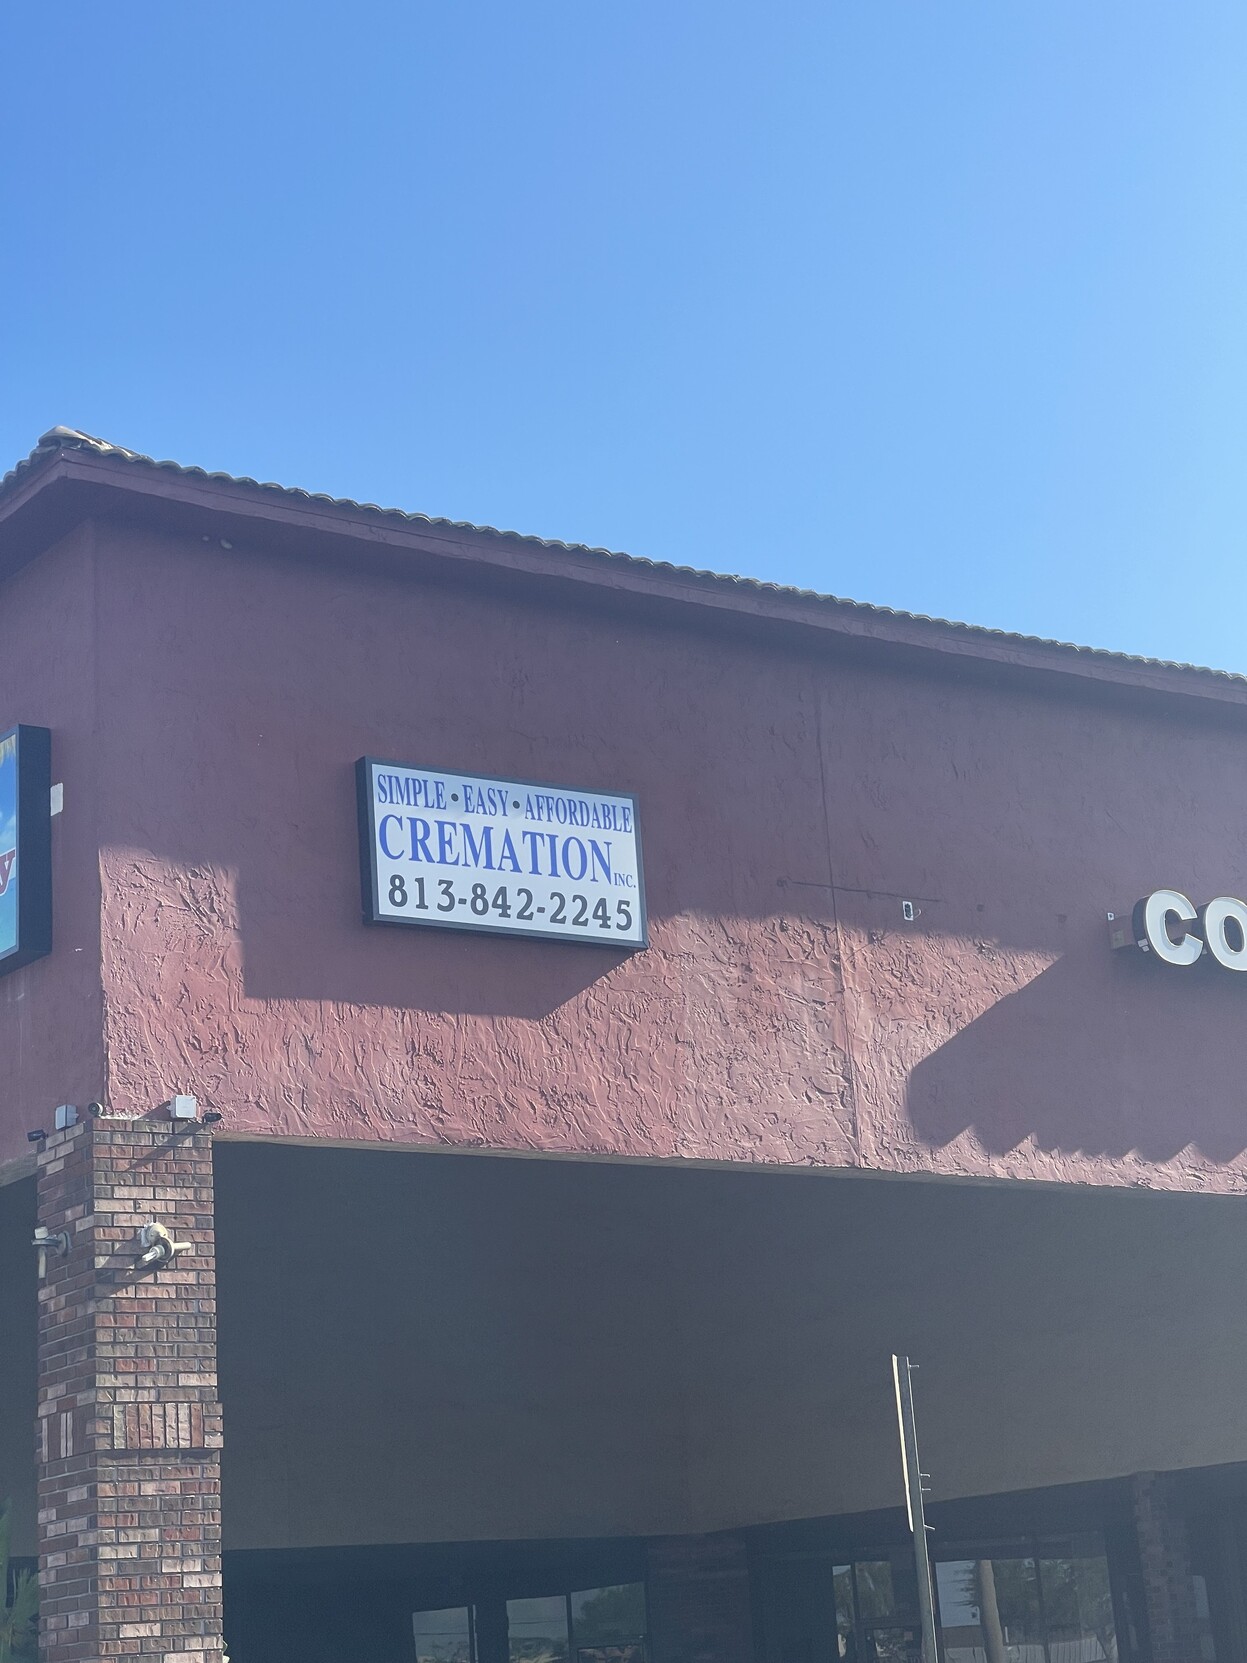 SIMPLE • EASY • AFFORDABLE
CREMATION INC.
813-842-2245
CO
y